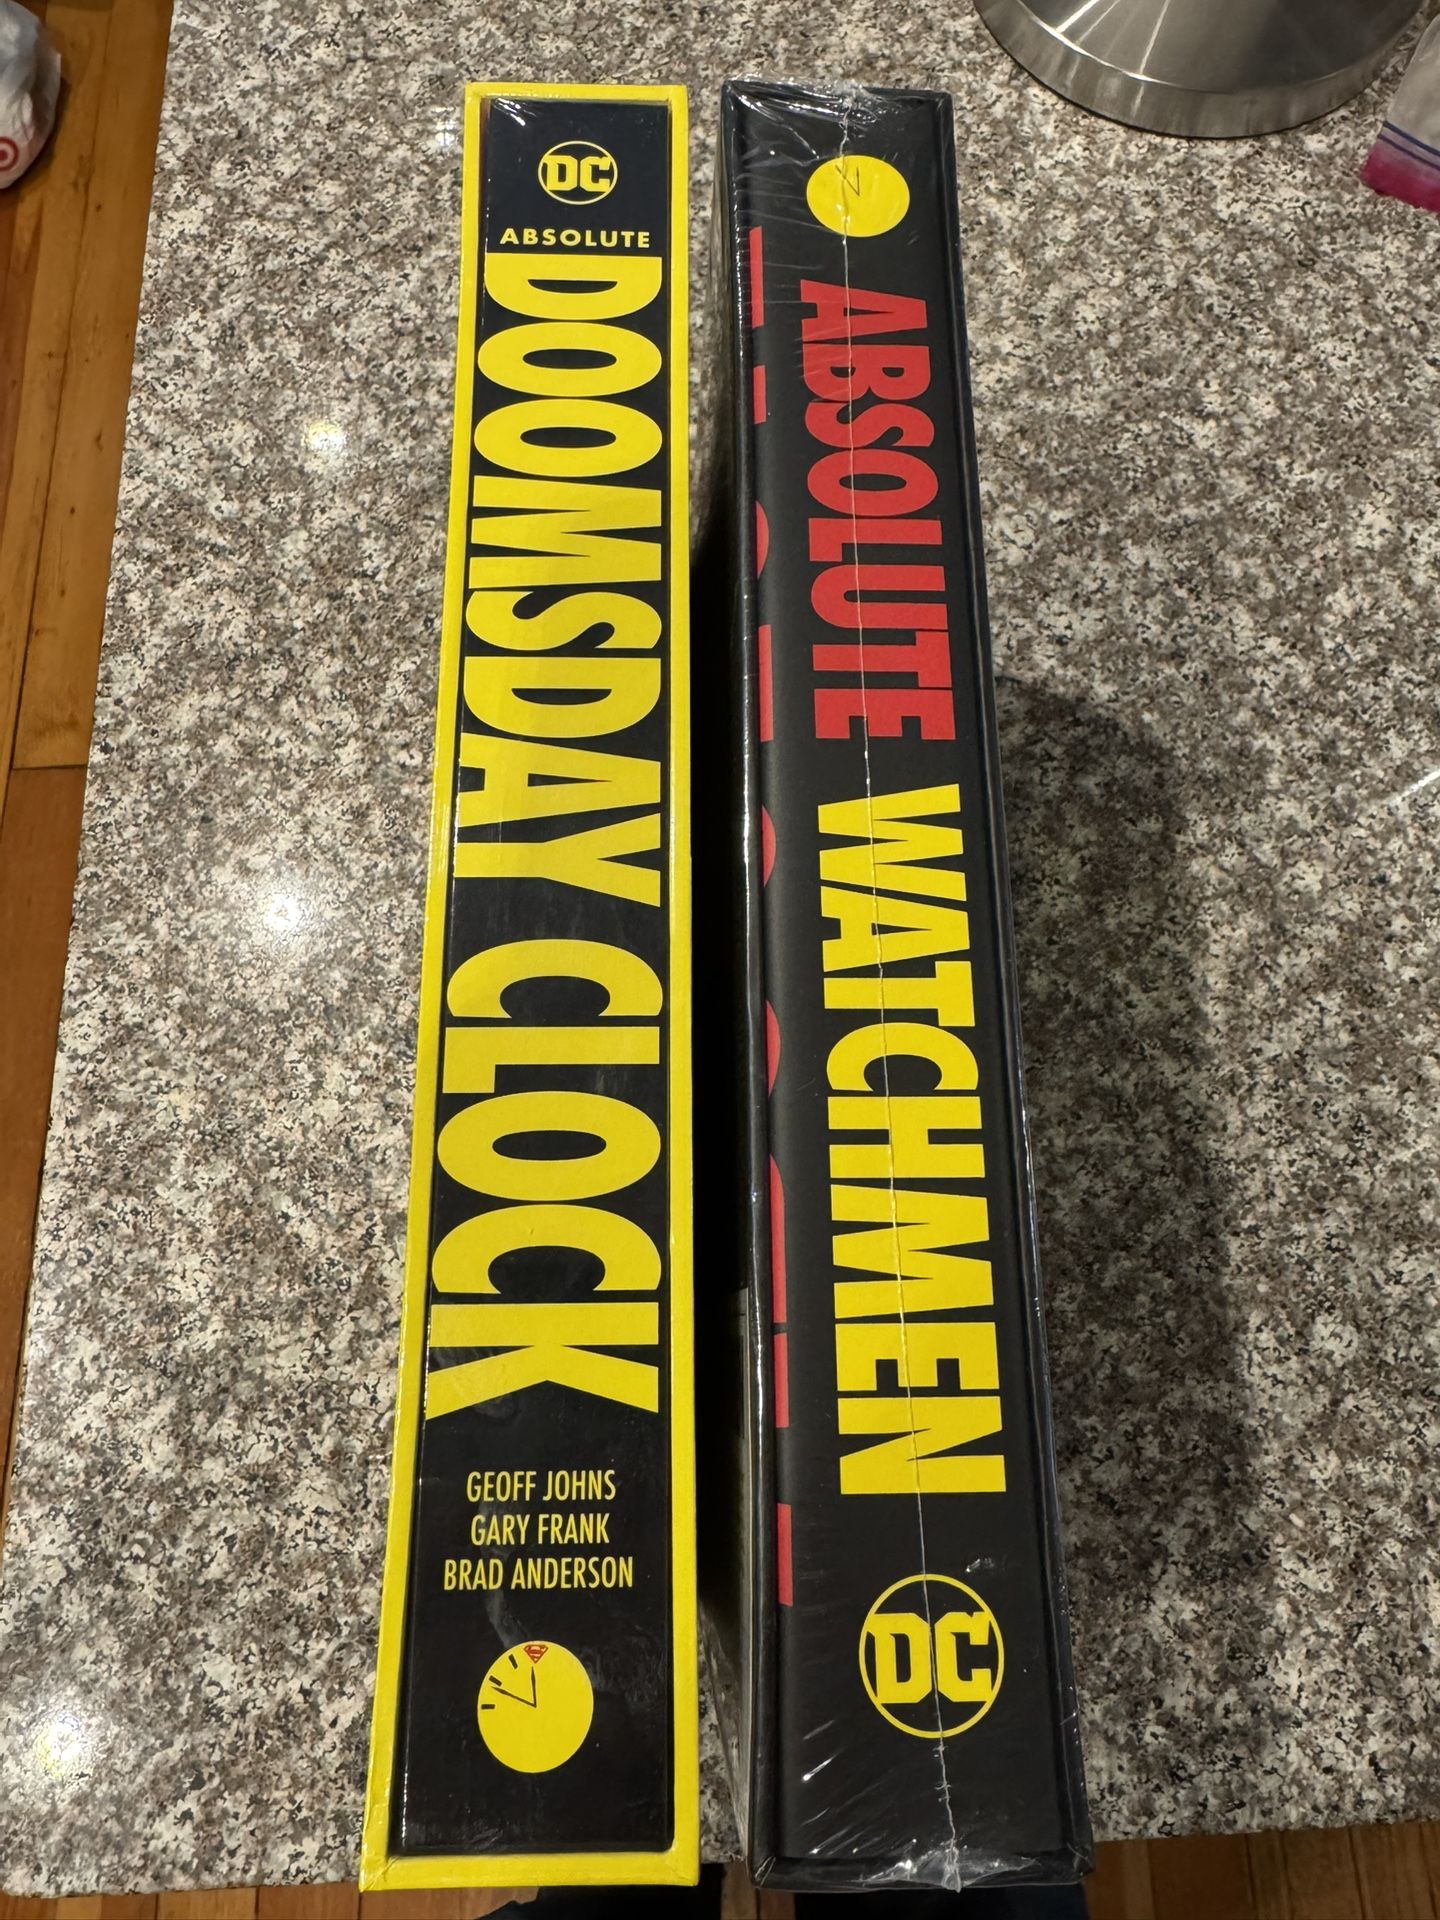 DC
ABSOLUTE
DOOMSDAY CLOCK
GEOFF JOHNS
GARY FRANK
BRAD ANDERSON
ABSOLUTE WATCHMEN
DC